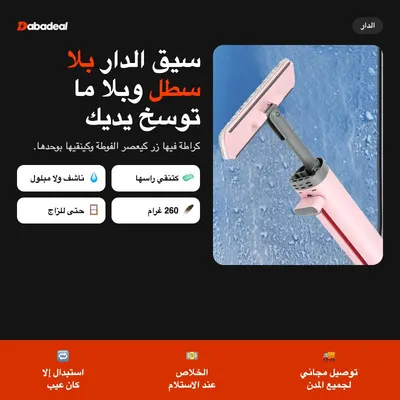 Dabadeal
الدار
سيق الدار بلا
سطل وبلا ما
توسخ يديك
كراطة فيها زر كيعصر الفوطة وكينقيها بوحدها.
كتنقي راسها
ناشف ولا مبلول
260 غرام
حتى للزاج
توصيل مجاني
لجميع المدن
الخلاص
عند الاستلام
استبدال إلا
كان عيب